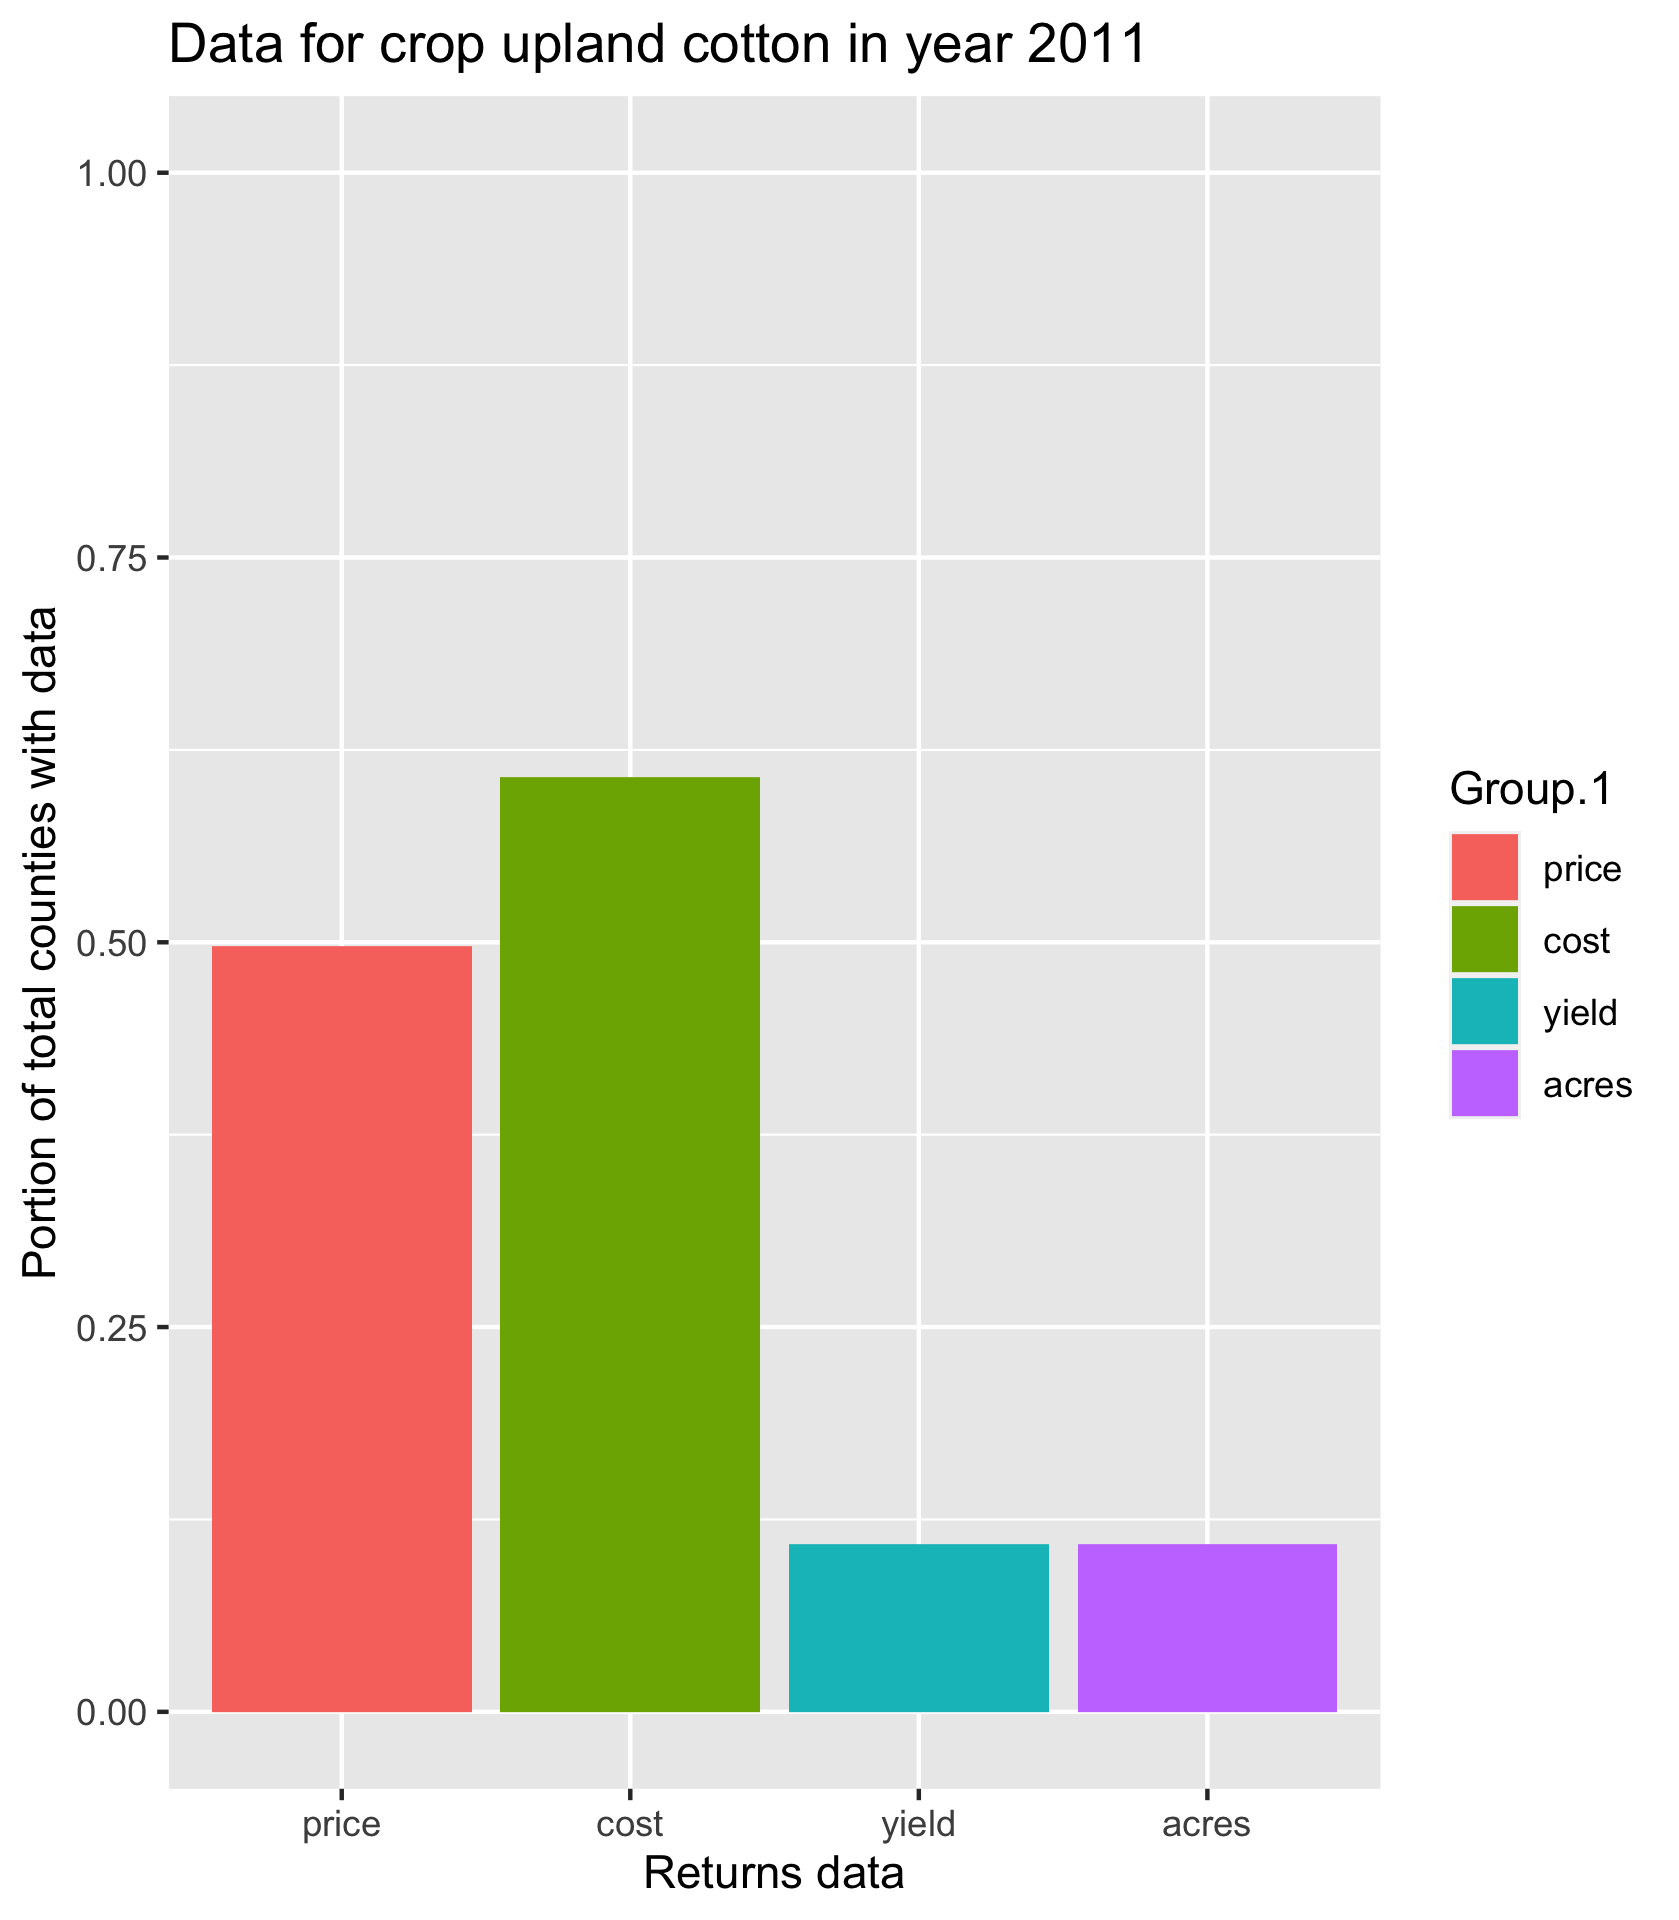 Data for crop upland cotton in year 2011
Portion of total counties with data
1.00
0.75
0.50
0.25
0.00
price
cost
yield
acres
Returns data
Group.1
price
cost
yield
acres